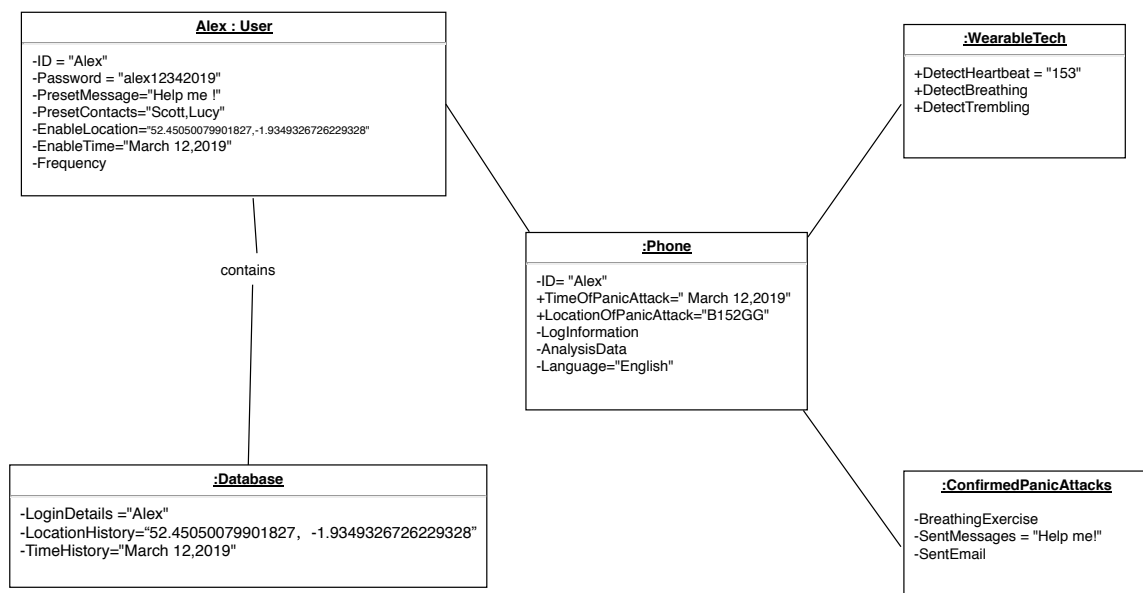 Alex : User
-ID = "Alex"
-Password = "alex12342019"
-PresetMessage="Help me !"
-PresetContacts="Scott,Lucy"
-EnableLocation="52.45050079901827,-1.9349326726229328"
-EnableTime="March 12,2019"
-Frequency
:WearableTech
+DetectHeartbeat = "153"
+DetectBreathing
+DetectTrembling
:Phone
-ID= "Alex"
+TimeOfPanicAttack=" March 12,2019"
+LocationOfPanicAttack="B152GG"
-LogInformation
-AnalysisData
-Language="English"
contains
:Database
-LoginDetails ="Alex"
-LocationHistory=“52.45050079901827，-1.9349326726229328”
-TimeHistory="March 12,2019"
:ConfirmedPanicAttacks
-BreathingExercise
-SentMessages = "Help me!"
-SentEmail